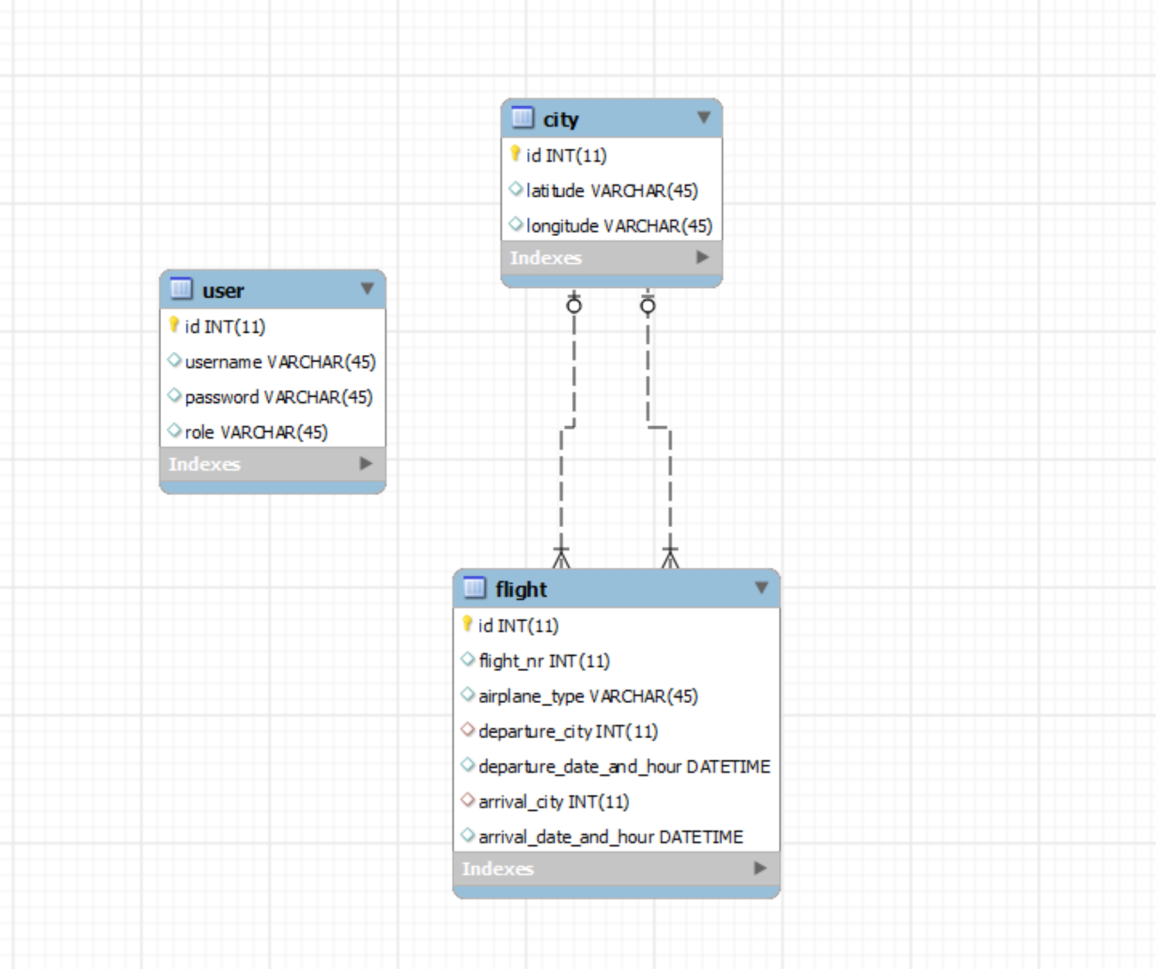 city
id INT(11)
latitude VARCHAR(45)
longitude VARCHAR(45)
Indexes
user
id INT(11)
username VARCHAR(45)
password VARCHAR(45)
role VARCHAR(45)
Indexes
flight
id INT(11)
flight_nr INT(11)
airplane_type VARCHAR(45)
departure_city INT(11)
departure_date_and_hour DATETIME
arrival_city INT(11)
arrival_date_and_hour DATETIME
Indexes